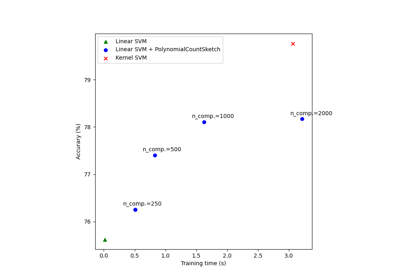 Linear SVM
Linear SVM + PolynomialCountSketch
Kernel SVM
79
78
77
76
Accurary (%)
n_comp.=2000
n_comp.=1000
n_comp.=500
n_comp.=250
0.0 0.5 1.0 1.5 2.0 2.5 3.0
Training time (s)